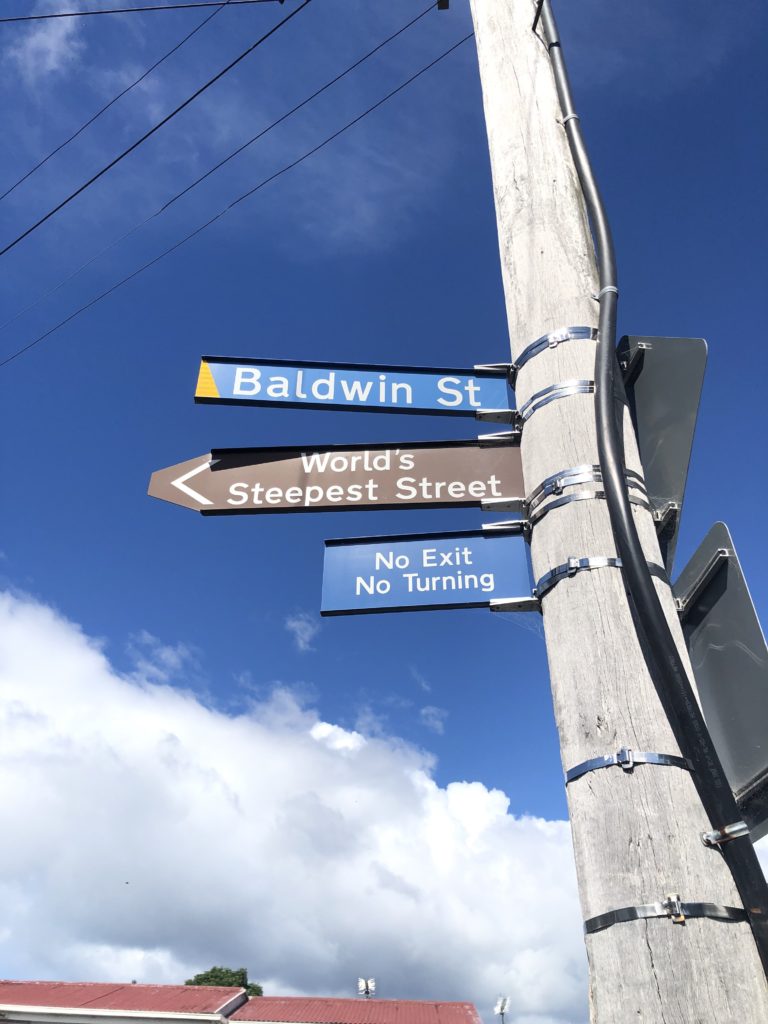 Baldwin St
World's
Steepest Street
No Exit
No Turning